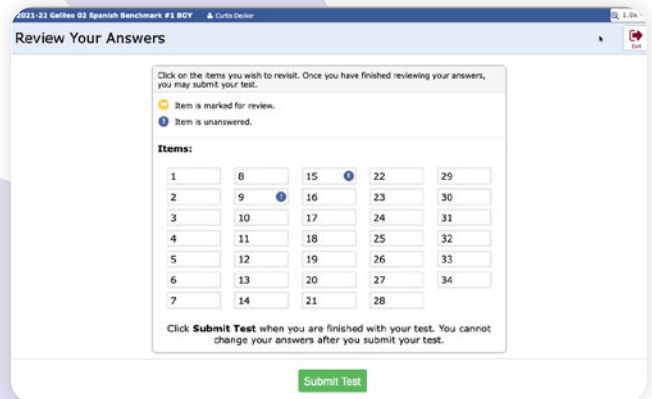 2021-22 Galileo 02 Spanish Benchmark #1 BOY Curtis Decker 1.0x
Review Your Answers
Exit
Click on the items you wish to revisit. Once you have finished reviewing your answers,
you may submit your test.
Item is marked for review.
! Item is unanswered.
Items:
1 8 15 ! 22 29
2 9 ! 16 23 30
3 10 17 24 31
4 11 18 25 32
5 12 19 26 33
6 13 20 27 34
7 14 21 28
Click Submit Test when you are finished with your test. You cannot
change your answers after you submit your test.
Submit Test